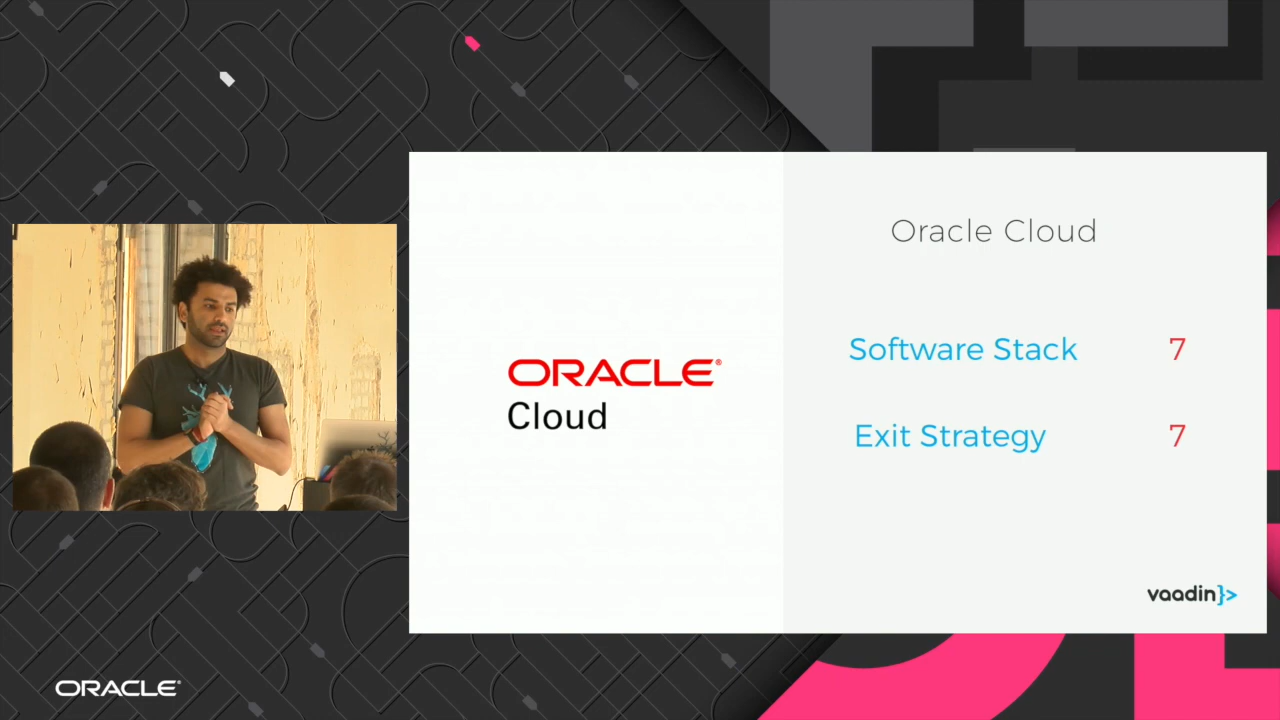 Oracle Cloud
ORACLE®
Cloud
Software Stack 7
Exit Strategy 7
vaadin}>
ORACLE®